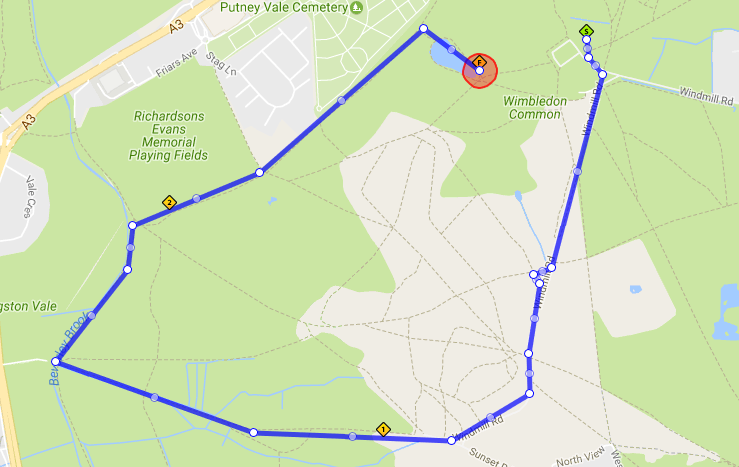 Putney Vale Cemetery
S
A3
F
Friars Ave
Stag Ln
Windmill Rd
Wimbledon
Common
Windmill Rd
Richardsons
Evans
Memorial
Playing Fields
A3
Vale Cres
2
Windmill Rd
gston Vale
Beverley Brook
1
Windmill Rd
Sunset R
North View
Wes